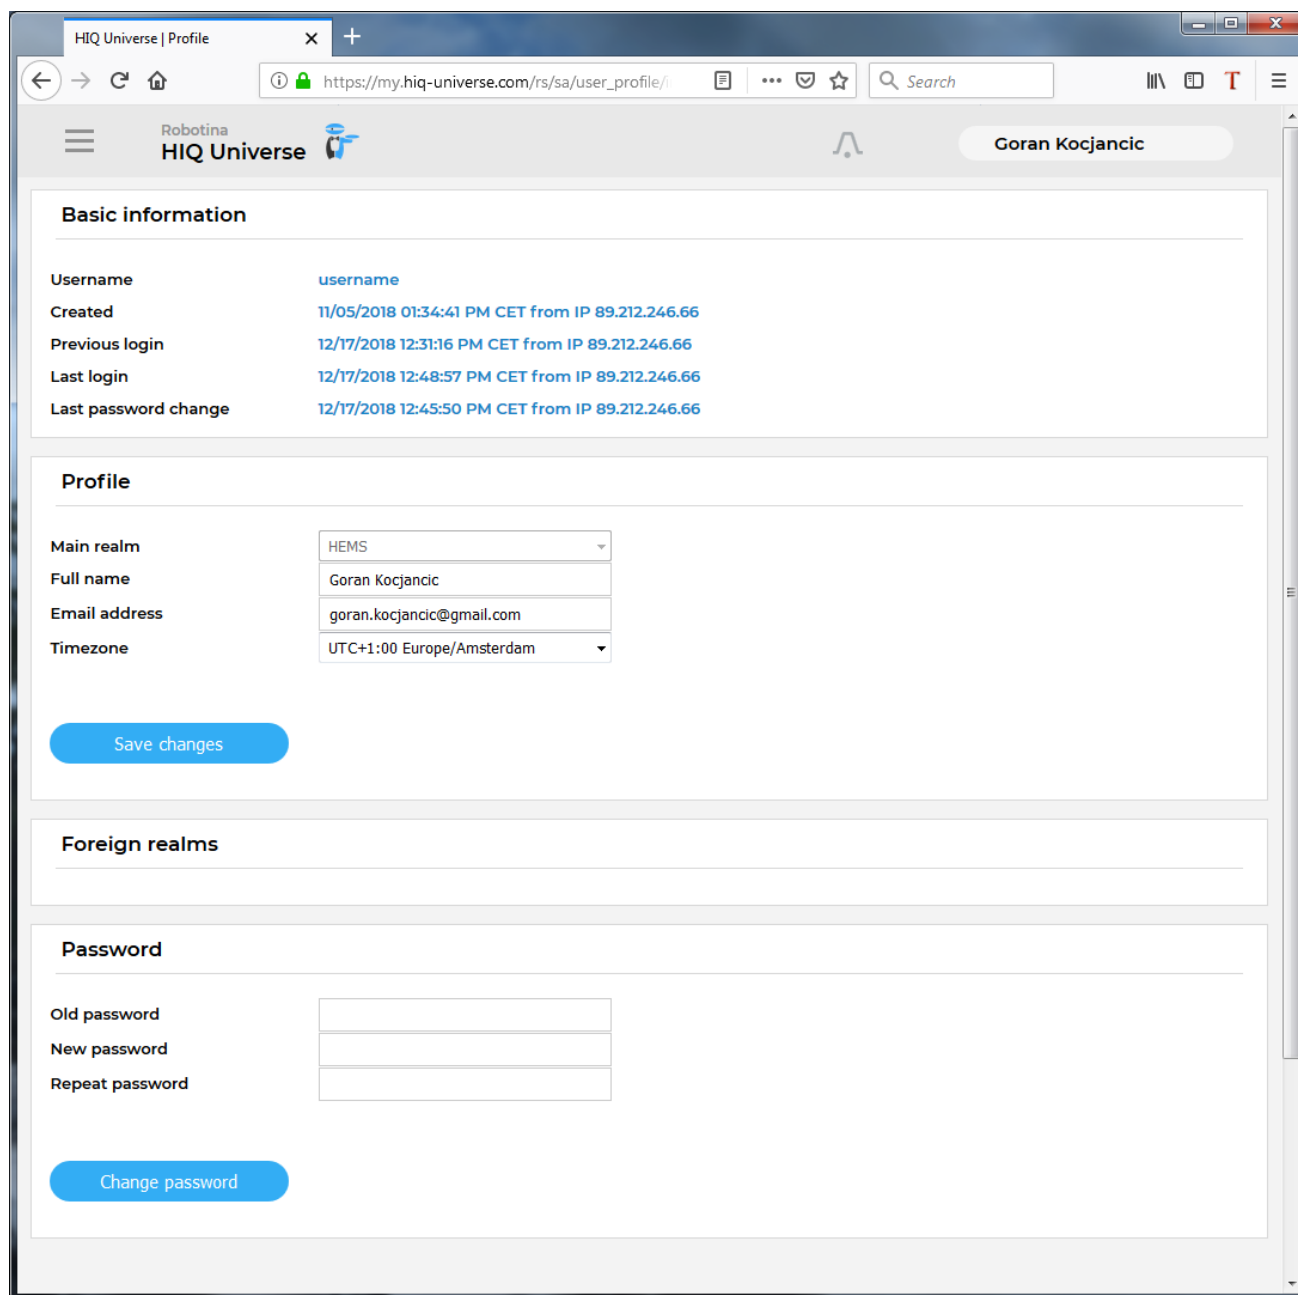 HIQ Universe | Profile
https://my.hiq-universe.com/rs/sa/user_profile/
Search
T
Robotina
HIQ Universe
Goran Kocjancic
Basic information
Username username
Created 11/05/2018 01:34:41 PM CET from IP 89.212.246.66
Previous login 12/17/2018 12:31:16 PM CET from IP 89.212.246.66
Last login 12/17/2018 12:48:57 PM CET from IP 89.212.246.66
Last password change 12/17/2018 12:45:50 PM CET from IP 89.212.246.66
Profile
Main realm HEMS
Full name Goran Kocjancic
Email address goran.kocjancic@gmail.com
Timezone UTC+1:00 Europe/Amsterdam
Save changes
Foreign realms
Password
Old password
New password
Repeat password
Change password